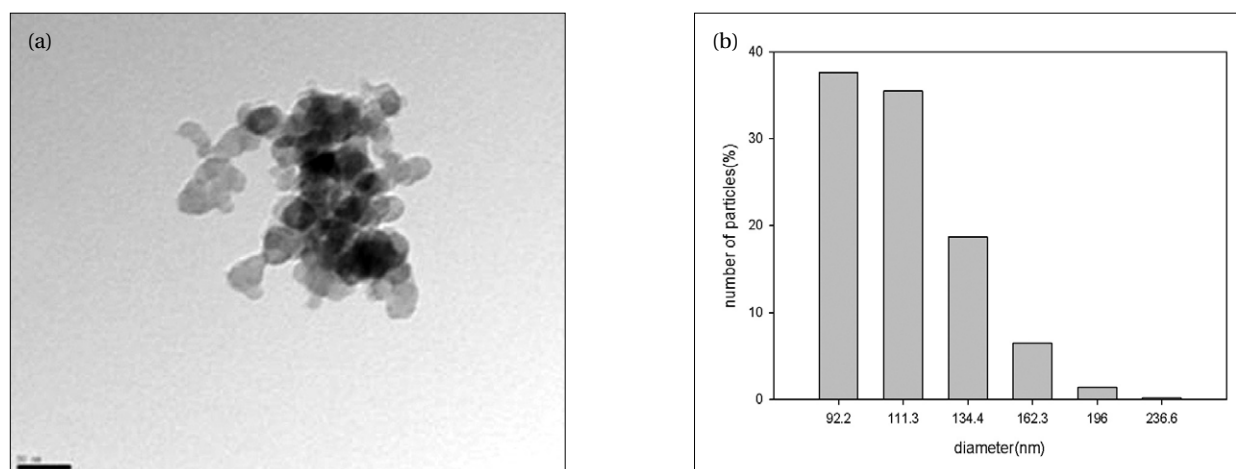 (a)
(b)
number of particles(%)
40
30
20
10
0
92.2 111.3 134.4 162.3 196 236.6
diameter(nm)